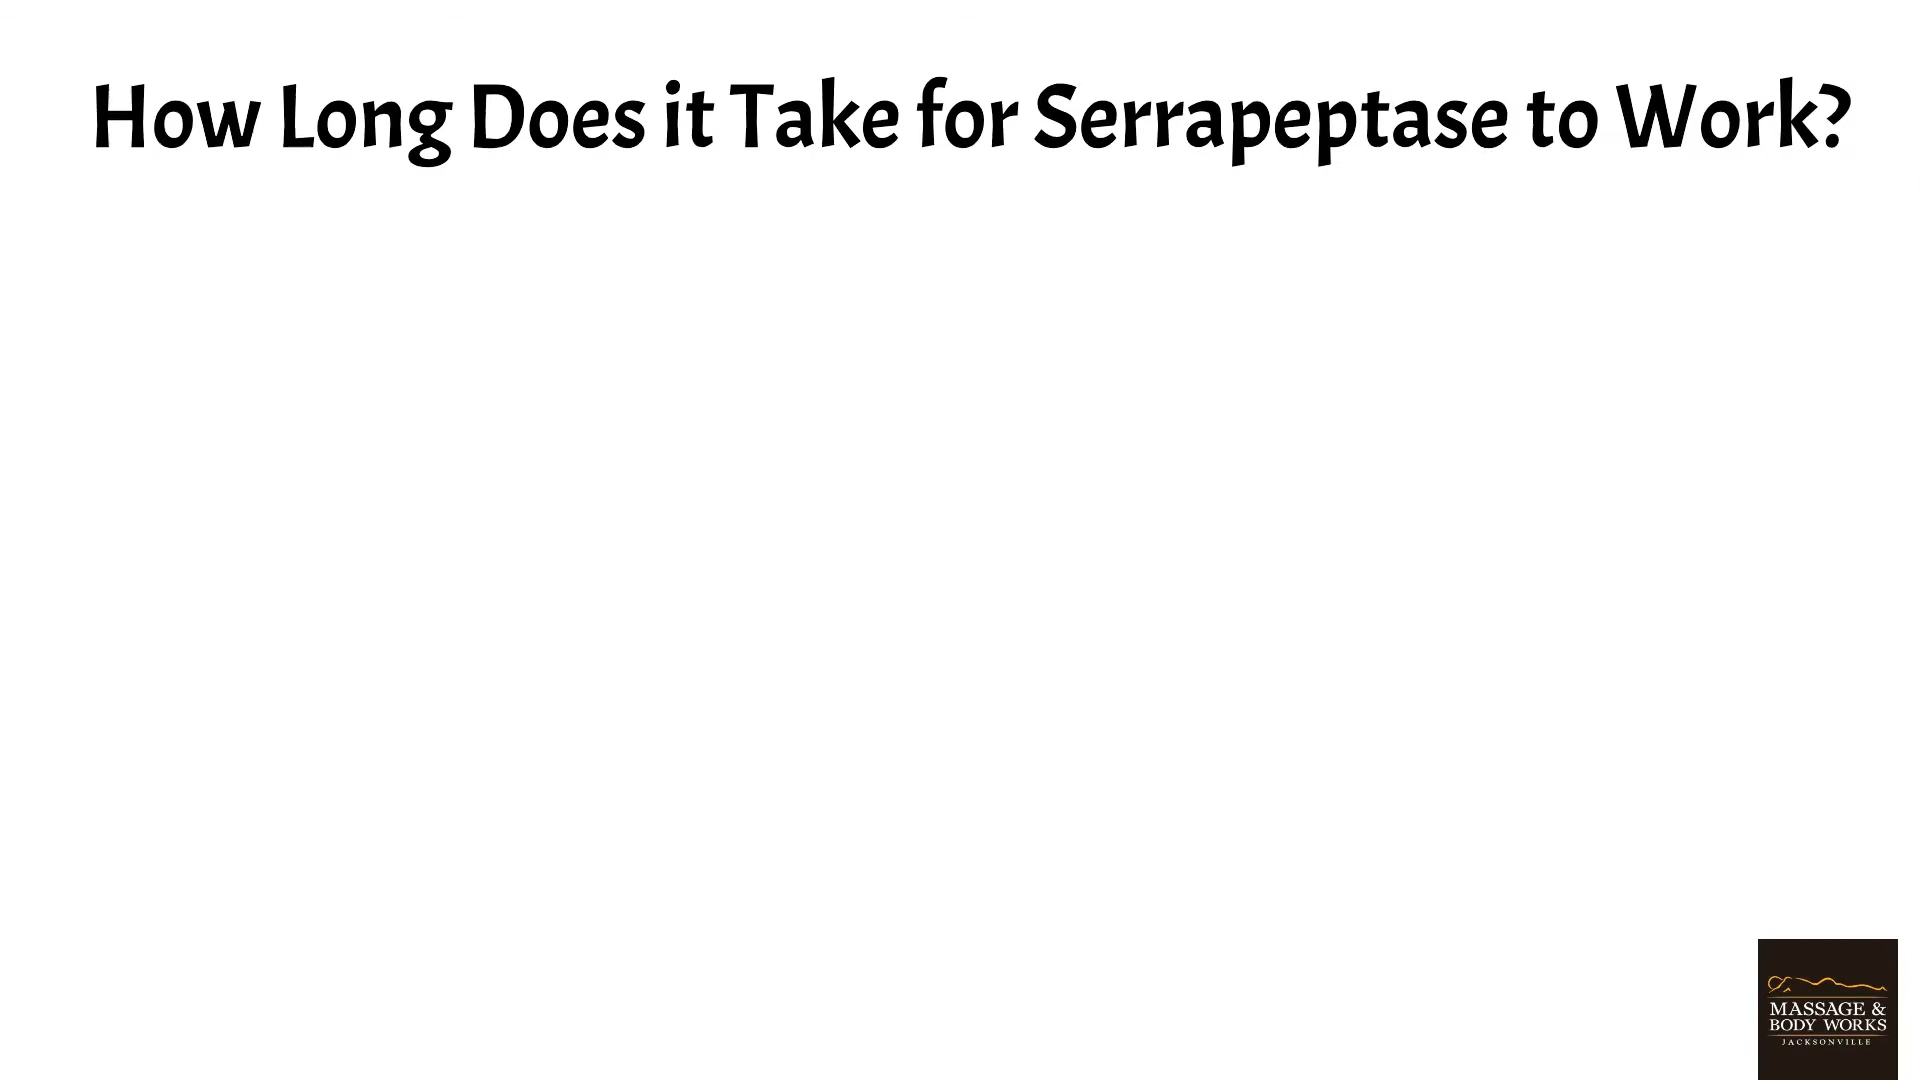 How Long Does it Take for Serrapeptase to Work?
MASSAGE &
BODY WORKS
JACKSONVILLE